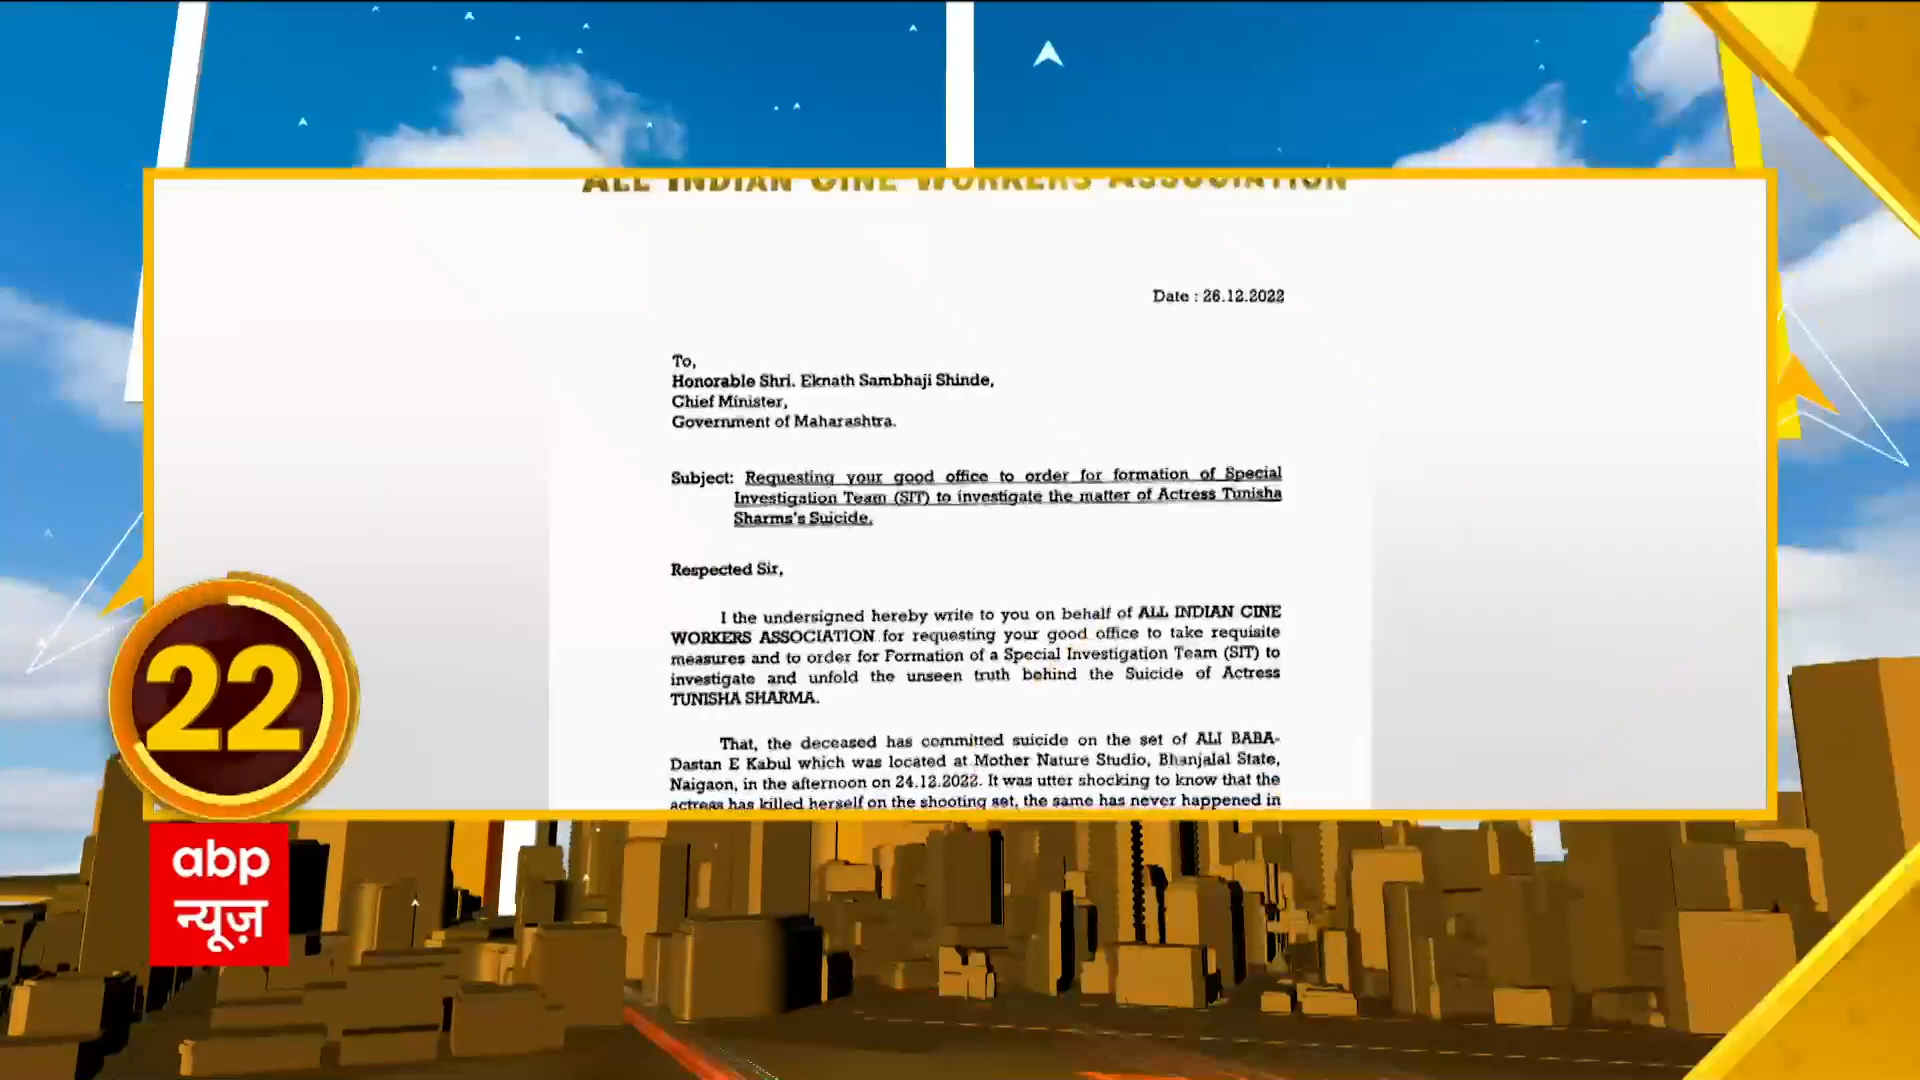 ALL INDIAN CINE WORKERS ASSOCIATION
Date : 26.12.2022
To,
Honorable Shri. Eknath Sambhaji Shinde,
Chief Minister,
Government of Maharashtra.
Subject: Requesting your good office to order for formation of Special
Investigation Team (SIT) to investigate the matter of Actress Tunisha
Sharms's Suicide.
Respected Sir,
I the undersigned hereby write to you on behalf of ALL INDIAN CINE
WORKERS ASSOCIATION for requesting your good office to take requisite
measures and to order for Formation of a Special Investigation Team (SIT) to
investigate and unfold the unseen truth behind the Suicide of Actress
TUNISHA SHARMA.
That, the deceased has committed suicide on the set of ALI BABA-
Dastan E Kabul which was located at Mother Nature Studio, Bhanjalal State,
Naigaon, in the afternoon on 24.12.2022. It was utter shocking to know that the
actress has killed herself on the shooting set, the same has never happened in
22
abp
न्यूज़